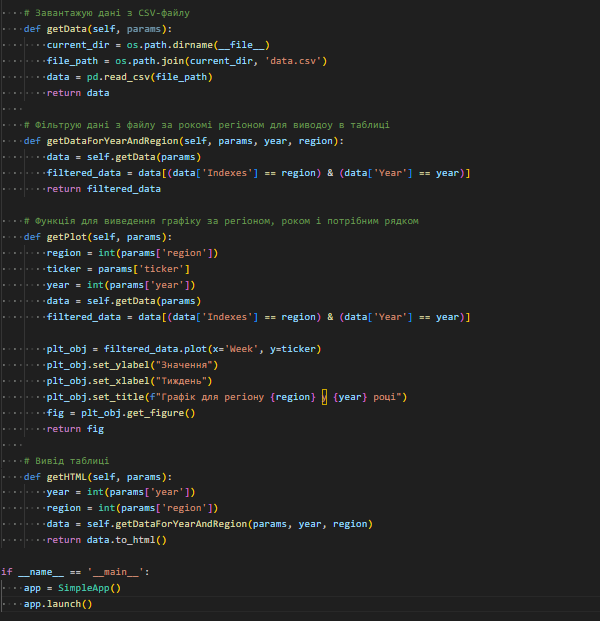 # Завантажую дані з CSV-файлу
def getData(self, params):
current_dir = os.path.dirname(__file__)
file_path = os.path.join(current_dir, 'data.csv')
data = pd.read_csv(file_path)
return data
# Фільтрую дані з файлу за рокомі регіоном для виводоу в таблиці
def getDataForYearAndRegion(self, params, year, region):
data = self.getData(params)
filtered_data = data[(data['Indexes'] == region) & (data['Year'] == year)]
return filtered_data
# Функція для виведення графіку за регіоном, роком і потрібним рядком
def getPlot(self, params):
region = int(params['region'])
ticker = params['ticker']
year = int(params['year'])
data = self.getData(params)
filtered_data = data[(data['Indexes'] == region) & (data['Year'] == year)]
plt_obj = filtered_data.plot(x='Week', y=ticker)
plt_obj.set_ylabel("Значення")
plt_obj.set_xlabel("Тиждень")
plt_obj.set_title(f"Графік для регіону {region} у {year} році")
fig = plt_obj.get_figure()
return fig
# Вивід таблиці
def getHTML(self, params):
year = int(params['year'])
region = int(params['region'])
data = self.getDataForYearAndRegion(params, year, region)
return data.to_html()
if __name__ == '__main__':
app = SimpleApp()
app.launch()